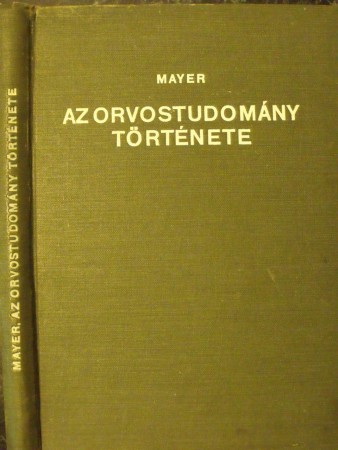 MAYER
AZ ORVOSTUDOMÁNY
TÖRTÉNETE
MAYER, AZ ORVOSTUDOMÁNY TÖRTÉNETE